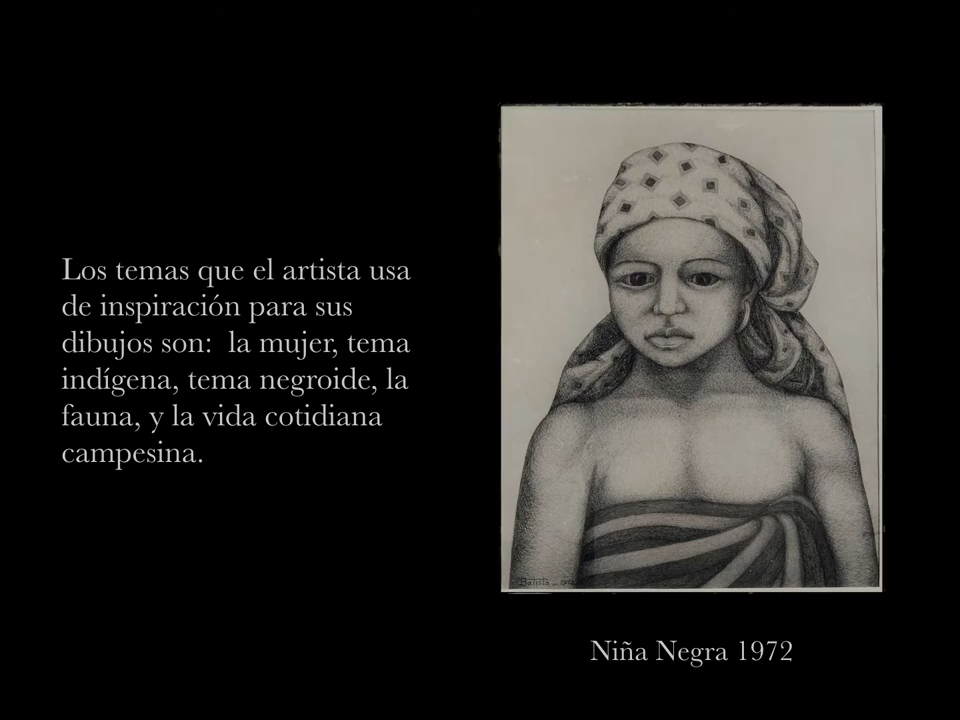 Los temas que el artista usa
de inspiración para sus
dibujos son:  la mujer, tema
indígena, tema negroide, la
fauna, y la vida cotidiana
campesina.
Batista
Niña Negra 1972